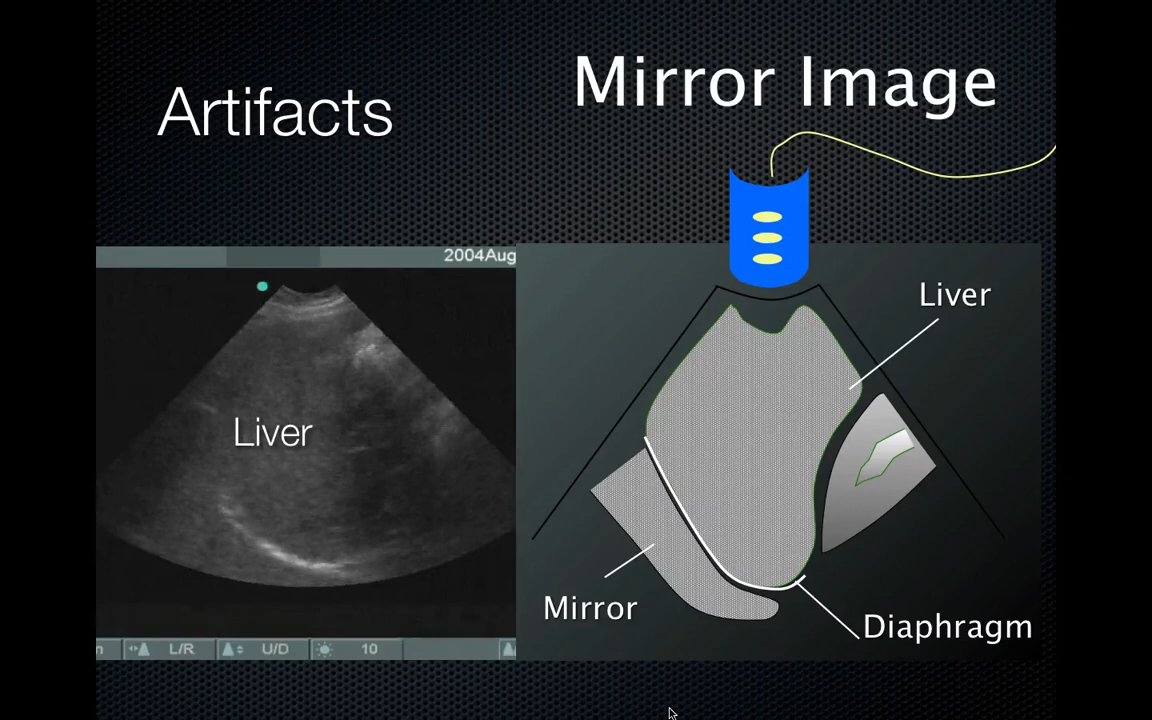 Artifacts
Mirror Image
2004Aug
Liver
Liver
Mirror
Diaphragm
L/R
U/D
10